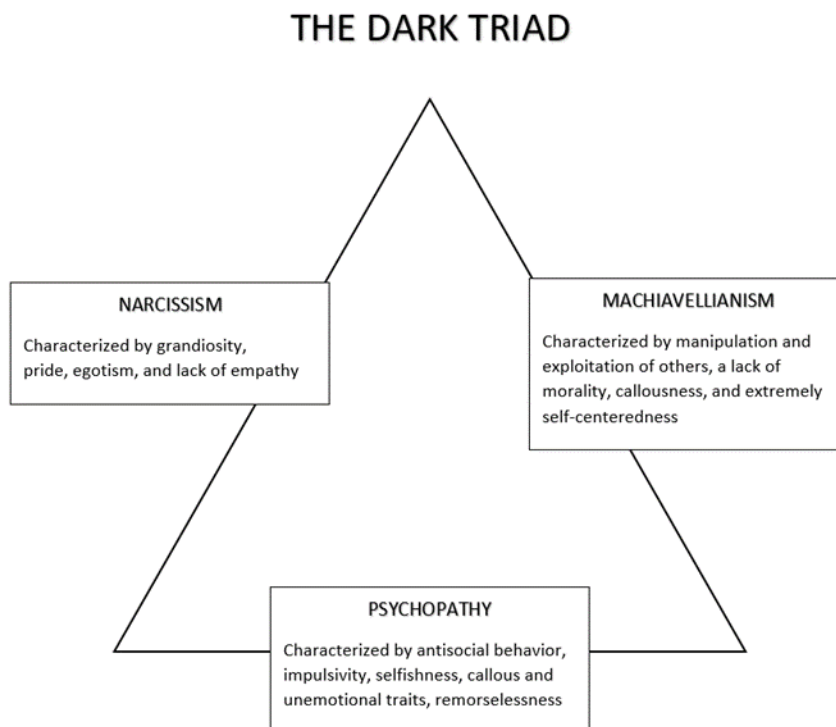 THE DARK TRIAD
NARCISSISM
Characterized by grandiosity,
pride, egotism, and lack of empathy
MACHIAVELLIANISM
Characterized by manipulation and
exploitation of others, a lack of
morality, callousness, and extremely
self-centeredness
PSYCHOPATHY
Characterized by antisocial behavior,
impulsivity, selfishness, callous and
unemotional traits, remorselessness